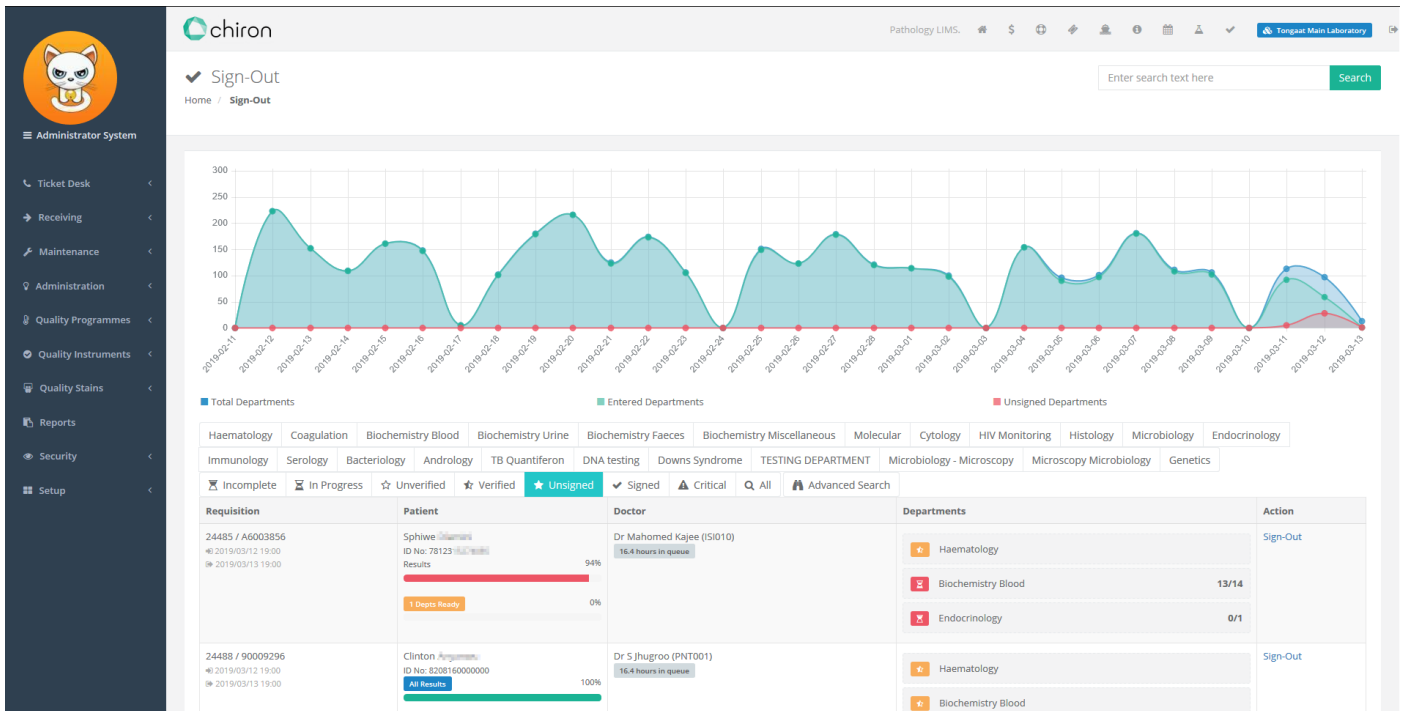 chiron
Pathology LIMS.
Tongaat Main Laboratory
Administrator System
Ticket Desk
Receiving
Maintenance
Administration
Quality Programmes
Quality Instruments
Quality Stains
Reports
Security
Setup
Sign-Out
Home / Sign-Out
Enter search text here
Search
300
250
200
150
100
50
0
2019-02-11
2019-02-12
2019-02-13
2019-02-14
2019-02-15
2019-02-16
2019-02-17
2019-02-18
2019-02-19
2019-02-20
2019-02-21
2019-02-22
2019-02-23
2019-02-24
2019-02-25
2019-02-26
2019-02-27
2019-02-28
2019-03-01
2019-03-02
2019-03-03
2019-03-04
2019-03-05
2019-03-06
2019-03-07
2019-03-08
2019-03-09
2019-03-10
2019-03-11
2019-03-12
2019-03-13
Total Departments
Entered Departments
Unsigned Departments
Haematology Coagulation Biochemistry Blood Biochemistry Urine Biochemistry Faeces Biochemistry Miscellaneous Molecular Cytology HIV Monitoring Histology Microbiology Endocrinology
Immunology Serology Bacteriology Andrology TB Quantiferon DNA testing Downs Syndrome TESTING DEPARTMENT Microbiology - Microscopy Microscopy Microbiology Genetics
Incomplete In Progress Unverified Verified Unsigned Signed Critical All Advanced Search
Requisition Patient Doctor Departments Action
24485 / A6003856
2019/03/12 19:00
2019/03/13 19:00
Sphiwe
ID No: 78123
Results 94%
1 Depts Ready 0%
Dr Mahomed Kajee (ISI010)
16.4 hours in queue
Haematology
Biochemistry Blood 13/14
Endocrinology 0/1
Sign-Out
24488 / 90009296
2019/03/12 19:00
2019/03/13 19:00
Clinton
ID No: 8208160000000
All Results 100%
Dr S Jhugroo (PNT001)
16.4 hours in queue
Haematology
Biochemistry Blood
Sign-Out